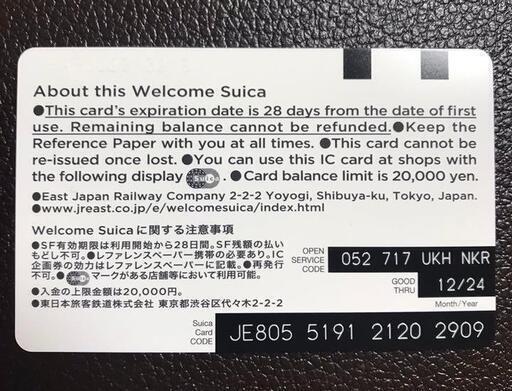 About this Welcome Suica
●This card's expiration date is 28 days from the date of first
use. Remaining balance cannot be refunded.●Keep the
Reference Paper with you at all times. ●This card cannot be
re-issued once lost. ●You can use this IC card at shops with
the following display Suica . ●Card balance limit is 20,000 yen.
●East Japan Railway Company 2-2-2 Yoyogi, Shibuya-ku, Tokyo, Japan.
●www.jreast.co.jp/e/welcomesuica/index.html
Welcome Suicaに関する注意事項
●SF有効期限は利用開始から28日間。SF残額の払い
もどし不可。●レファレンスペーパー携帯の必要あり。IC
企画券の効力はレファレンスペーパーに記載。●再発行
不可。● Suica マークがある店舗等において利用可能。
●入金の上限金額は20,000円。
●東日本旅客鉄道株式会社 東京都渋谷区代々木2-2-2
OPEN
SERVICE
CODE
052 717 UKH NKR
GOOD
THRU
12/24
Month/Year
Suica
Card
CODE
JE805 5191 2120 2909